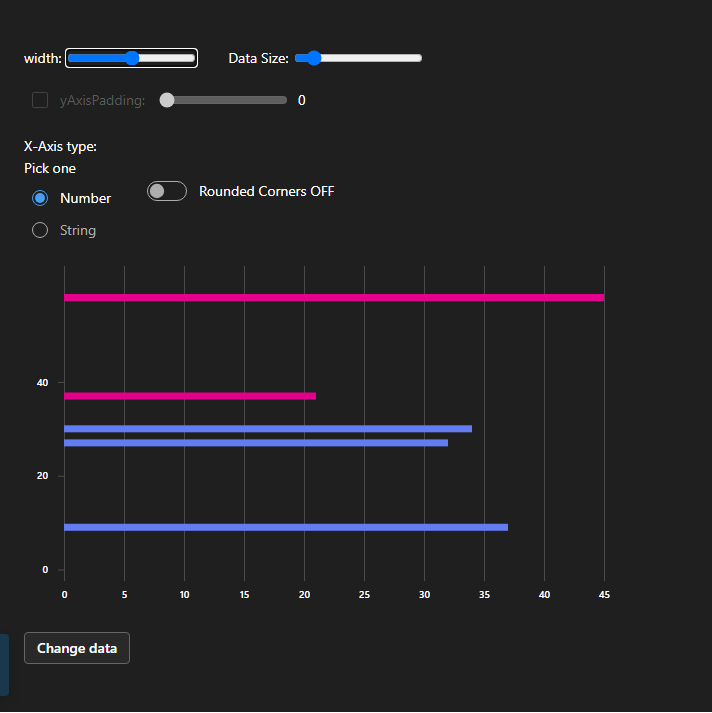 width: Data Size:
yAxisPadding: 0
X-Axis type:
Pick one
Number Rounded Corners OFF
String
40
20
0
0 5 10 15 20 25 30 35 40 45
Change data